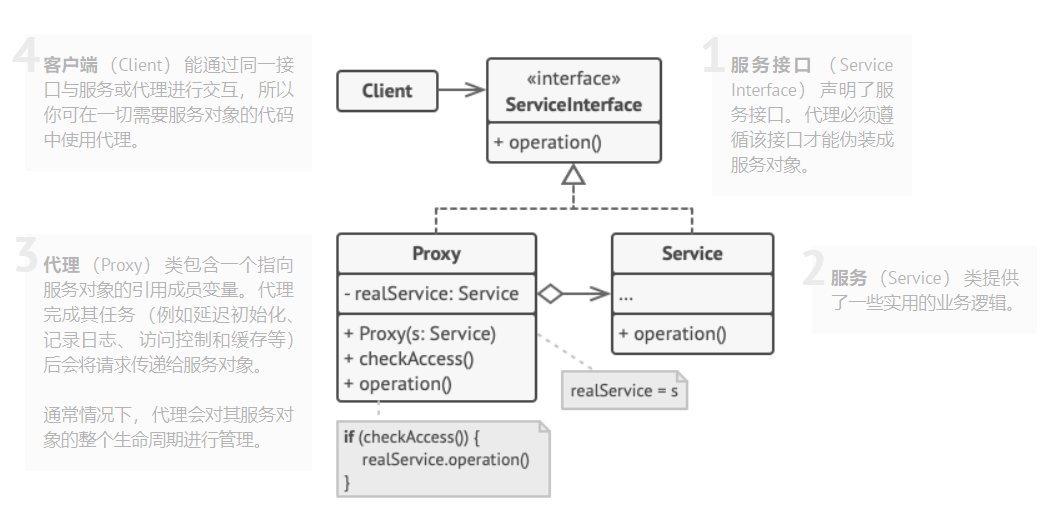 4
客户端 （Client） 能通过同一接
口与服务或代理进行交互，所以
你可在一切需要服务对象的代码
中使用代理。
Client
«interface»
ServiceInterface
+ operation()
1
服务接口 （Service
Interface） 声明了服
务接口。 代理必须遵
循该接口才能伪装成
服务对象。
3
代理 （Proxy） 类包含一个指向
服务对象的引用成员变量。 代理
完成其任务 （例如延迟初始化、
记录日志、 访问控制和缓存等）
后会将请求传递给服务对象。
通常情况下，代理会对其服务对
象的整个生命周期进行管理。
Proxy
- realService: Service
+ Proxy(s: Service)
+ checkAccess()
+ operation()
Service
...
+ operation()
2
服务 （Service） 类提供
了一些实用的业务逻辑。
realService = s
if (checkAccess()) {
realService.operation()
}